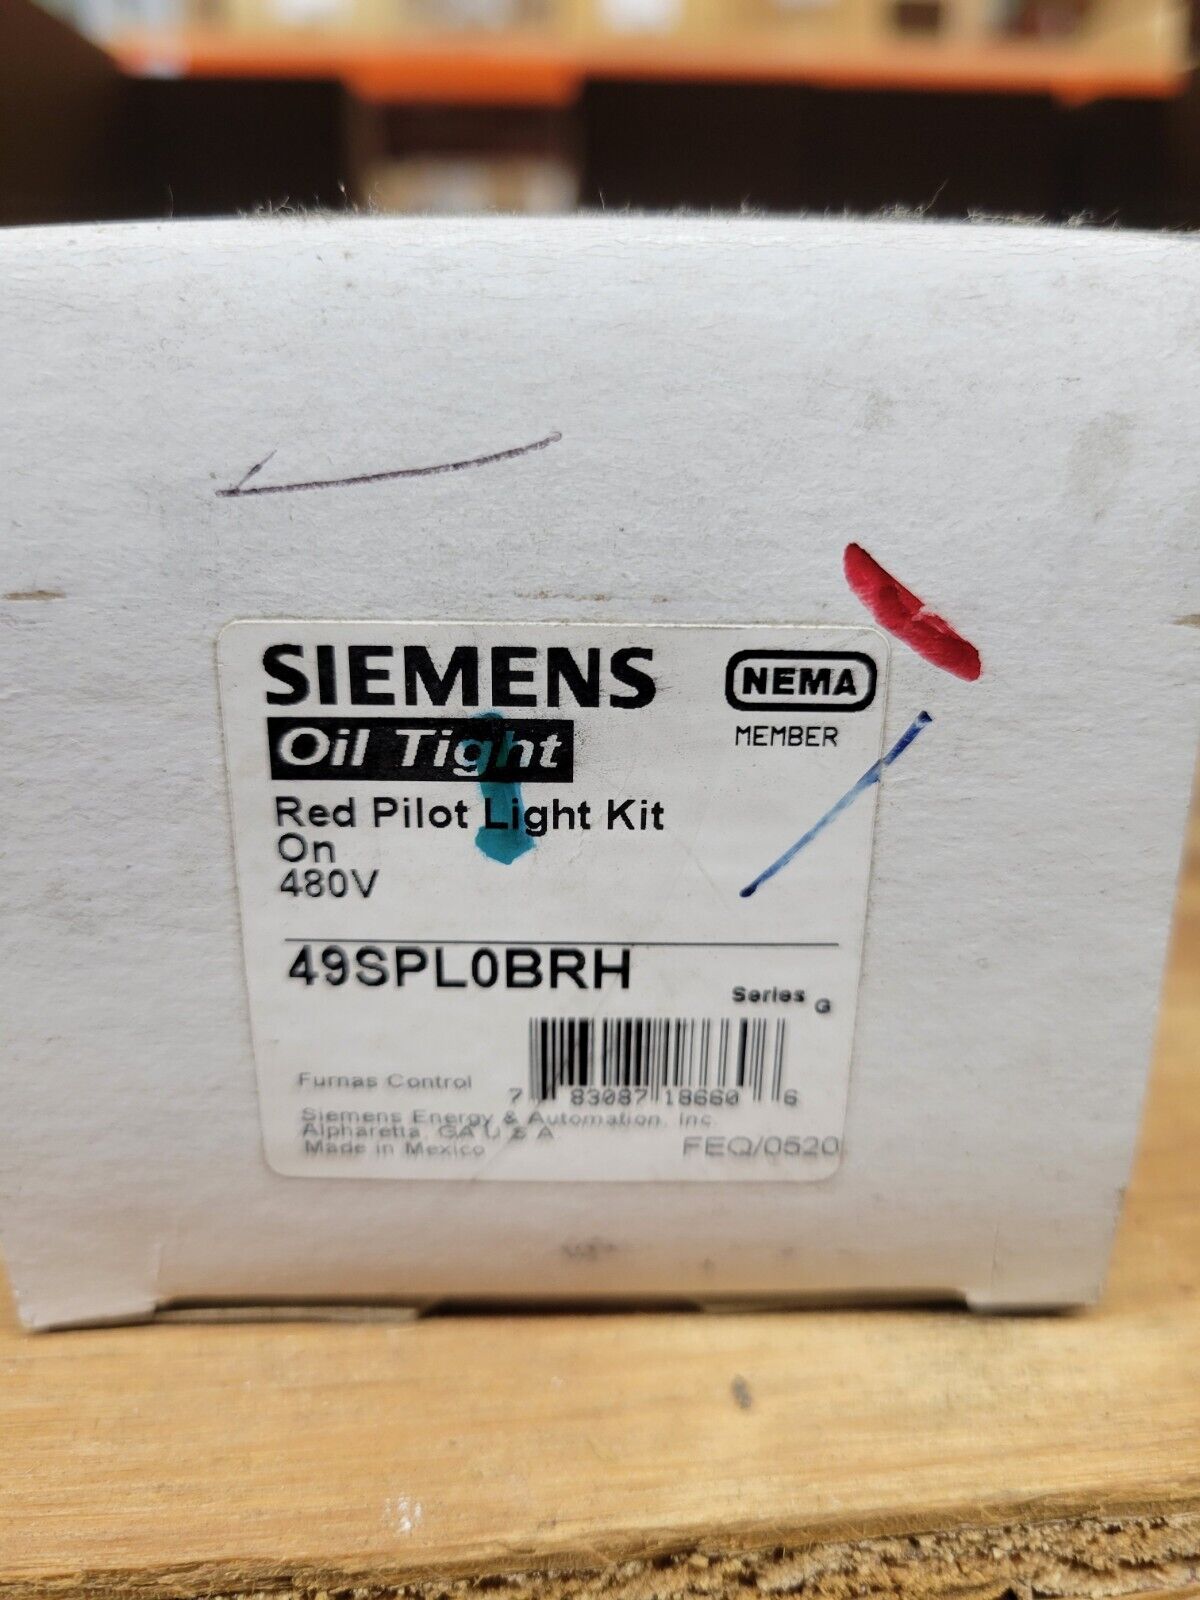 SIEMENS
NEMA
MEMBER
Oil Tight
Red Pilot Light Kit
On
480V
49SPL0BRH
Series G
Furnas Control
7 83087 18660 6
Siemens Energy & Automation, Inc.
Alpharetta, GA U S A
Made in Mexico
FEQ/0520